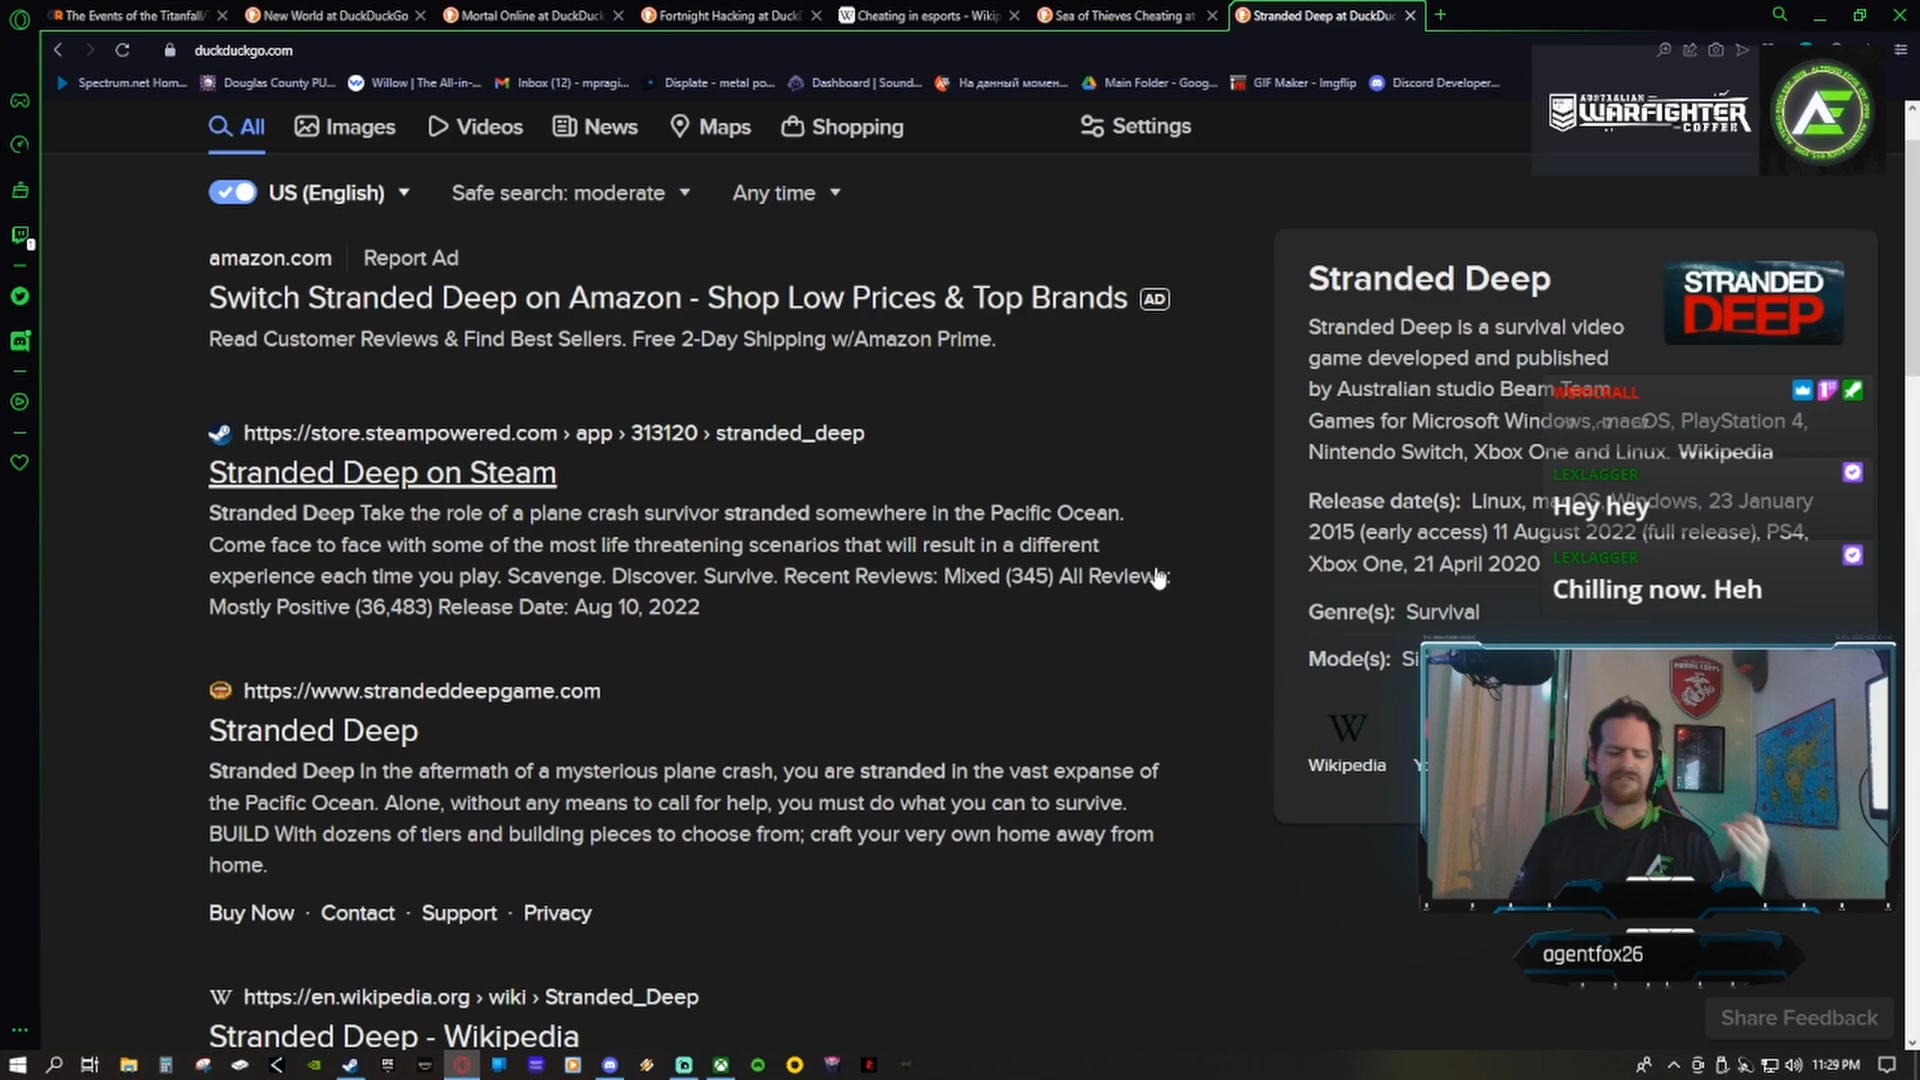 The Events of the Titanfall
New World at DuckDuckGo
Mortal Online at DuckDuc
Fortnight Hacking at Duck
Cheating in esports - Wiki
Sea of Thieves Cheating at
Stranded Deep at DuckDu
duckduckgo.com
Spectrum.net Hom...
Douglas County PU...
Willow | The All-in-...
Inbox (12) - mpragi...
Displate - metal po...
Dashboard | Sound...
На данный момен...
Main Folder - Goog...
GIF Maker - Imgflip
Discord Developer...
AUSTRALIAN
WARFIGHTER
COFFEE
AE
All
Images
Videos
News
Maps
Shopping
Settings
US (English)
Safe search: moderate
Any time
amazon.com
Report Ad
Switch Stranded Deep on Amazon - Shop Low Prices & Top Brands AD
Read Customer Reviews & Find Best Sellers. Free 2-Day Shipping w/Amazon Prime.
https://store.steampowered.com › app › 313120 › stranded_deep
Stranded Deep on Steam
Stranded Deep Take the role of a plane crash survivor stranded somewhere in the Pacific Ocean.
Come face to face with some of the most life threatening scenarios that will result in a different
experience each time you play. Scavenge. Discover. Survive. Recent Reviews: Mixed (345) All Reviews:
Mostly Positive (36,483) Release Date: Aug 10, 2022
https://www.strandeddeepgame.com
Stranded Deep
Stranded Deep In the aftermath of a mysterious plane crash, you are stranded in the vast expanse of
the Pacific Ocean. Alone, without any means to call for help, you must do what you can to survive.
BUILD With dozens of tiers and building pieces to choose from; craft your very own home away from
home.
Buy Now · Contact · Support · Privacy
https://en.wikipedia.org › wiki › Stranded_Deep
Stranded Deep - Wikipedia
Stranded Deep
STRANDED
DEEP
Stranded Deep is a survival video
game developed and published
by Australian studio Beam Team
Games for Microsoft Windows, macOS, PlayStation 4,
Nintendo Switch, Xbox One and Linux. Wikipedia
Release date(s): Linux, macOS, Windows, 23 January
2015 (early access) 11 August 2022 (full release), PS4,
Xbox One, 21 April 2020
Genre(s): Survival
Mode(s): Si
Wikipedia
LEXLAGGER
Hey hey
LEXLAGGER
Chilling now. Heh
agentfox26
Share Feedback
11:29 PM